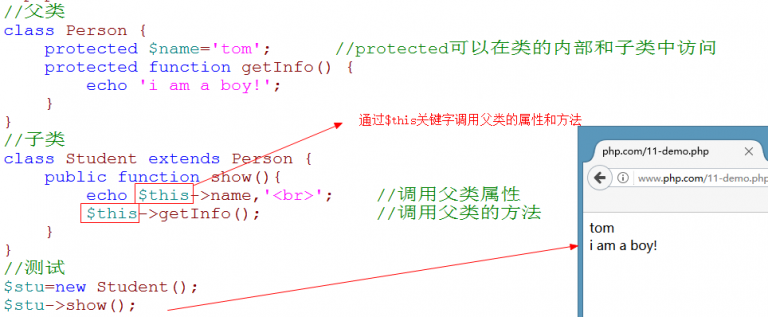 //父类
class Person {
protected $name='tom'; //protected可以在类的内部和子类中访问
protected function getInfo() {
echo 'i am a boy!';
}
}
//子类
通过$this关键字调用父类的属性和方法
class Student extends Person {
public function show(){
echo $this->name,'<br>'; //调用父类属性
$this->getInfo(); //调用父类的方法
}
}
//测试
$stu=new Student();
$stu->show();
php.com/11-demo.php
www.php.com/11-demo.php
tom
i am a boy!